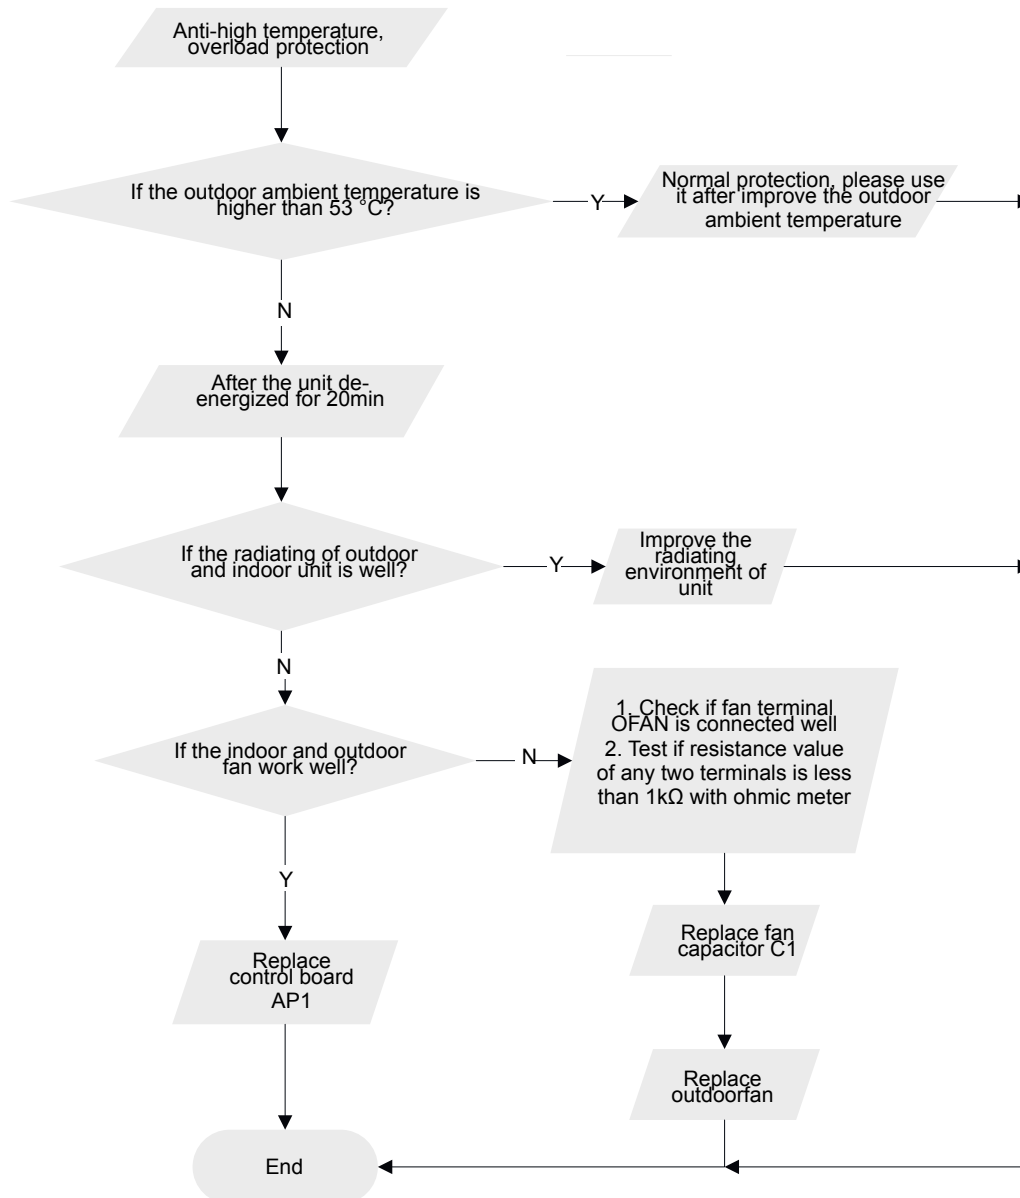 Anti-high temperature,
overload protection
If the outdoor ambient temperature is
higher than 53 °C?
Y
Normal protection, please use
it after improve the outdoor
ambient temperature
N
After the unit de-
energized for 20min
If the radiating of outdoor
and indoor unit is well?
Y
Improve the
radiating
environment of
unit
N
If the indoor and outdoor
fan work well?
N
1. Check if fan terminal
OFAN is connected well
2. Test if resistance value
of any two terminals is less
than 1kΩ with ohmic meter
Y
Replace fan
capacitor C1
Replace
control board
AP1
Replace
outdoorfan
End